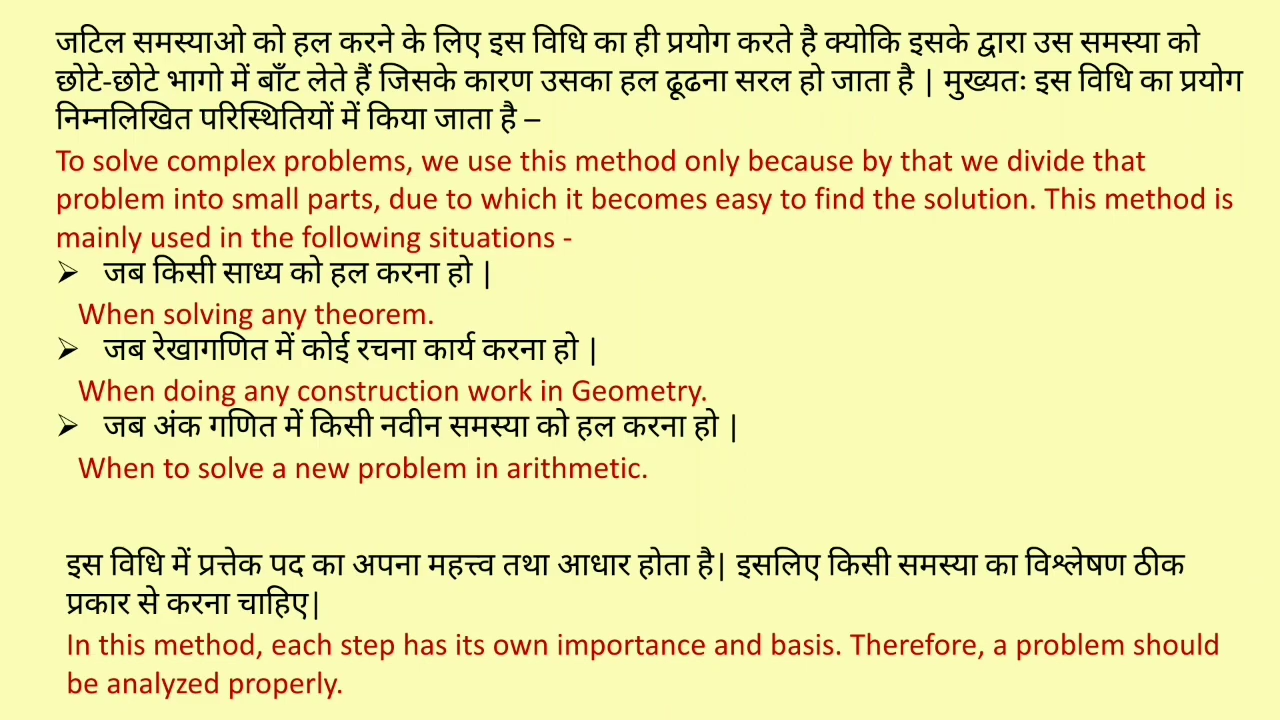 जटिल समस्याओ को हल करने के लिए इस विधि का ही प्रयोग करते है क्योकि इसके द्वारा उस समस्या को
छोटे-छोटे भागो में बाँट लेते हैं जिसके कारण उसका हल ढूढना सरल हो जाता है | मुख्यतः इस विधि का प्रयोग
निम्नलिखित परिस्थितियों में किया जाता है –
To solve complex problems, we use this method only because by that we divide that
problem into small parts, due to which it becomes easy to find the solution. This method is
mainly used in the following situations -
➢ जब किसी साध्य को हल करना हो |
When solving any theorem.
➢ जब रेखागणित में कोई रचना कार्य करना हो |
When doing any construction work in Geometry.
➢ जब अंक गणित में किसी नवीन समस्या को हल करना हो |
When to solve a new problem in arithmetic.
इस विधि में प्रत्तेक पद का अपना महत्त्व तथा आधार होता है| इसलिए किसी समस्या का विश्लेषण ठीक
प्रकार से करना चाहिए|
In this method, each step has its own importance and basis. Therefore, a problem should
be analyzed properly.